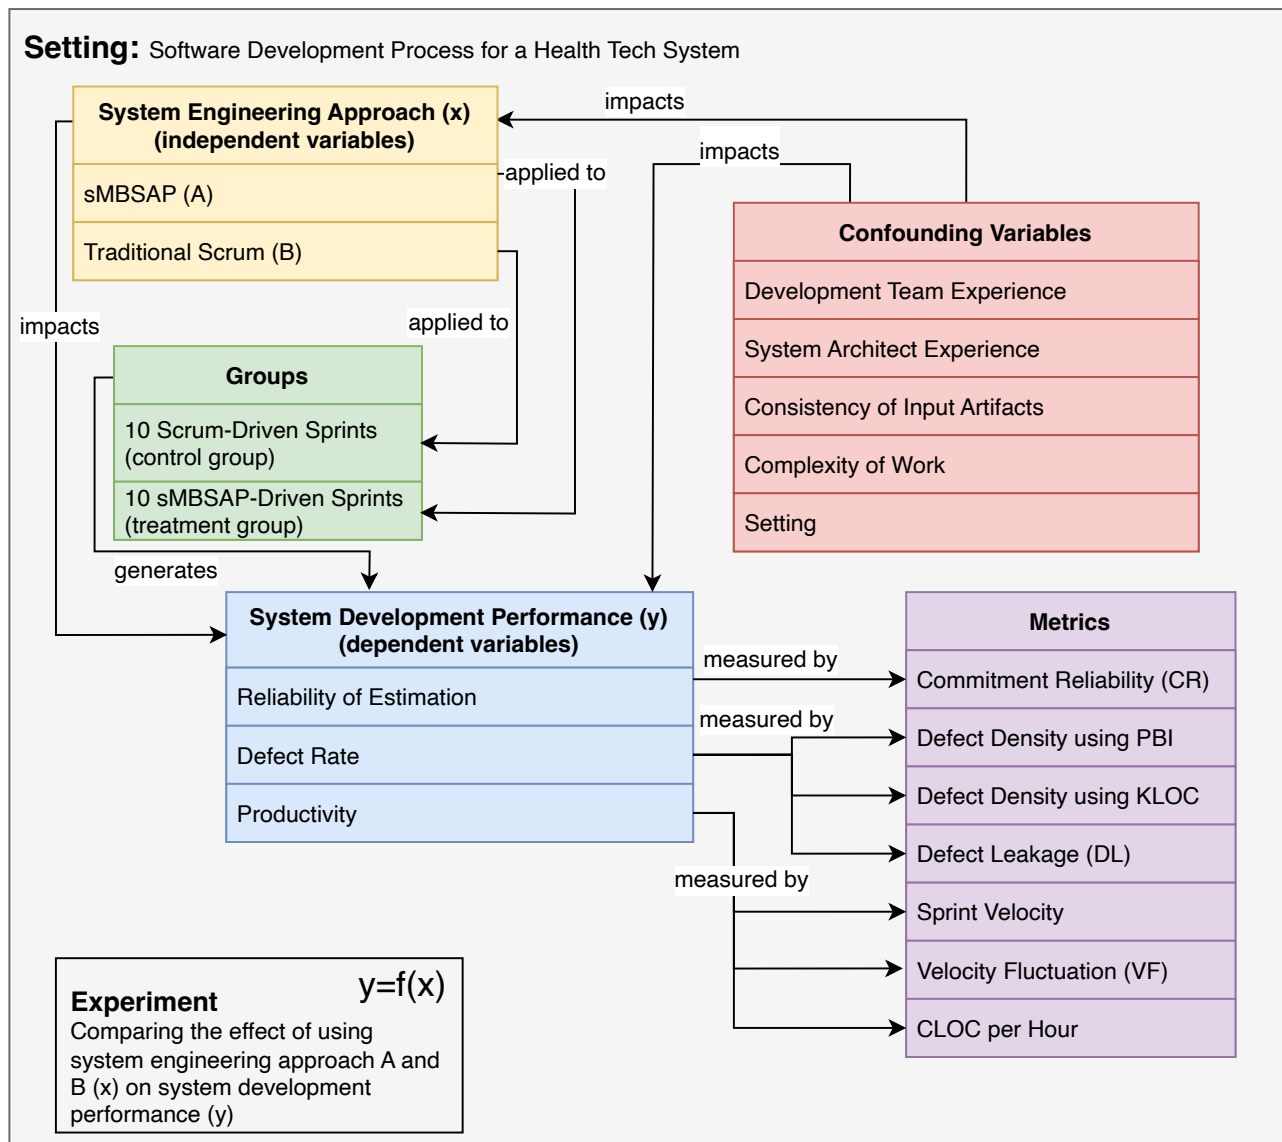 Setting: Software Development Process for a Health Tech System
System Engineering Approach (x)
(independent variables)
sMBSAP (A)
Traditional Scrum (B)
impacts
impacts
applied to
applied to
impacts
Confounding Variables
Development Team Experience
System Architect Experience
Consistency of Input Artifacts
Complexity of Work
Setting
Groups
10 Scrum-Driven Sprints
(control group)
10 sMBSAP-Driven Sprints
(treatment group)
generates
System Development Performance (y)
(dependent variables)
Reliability of Estimation
Defect Rate
Productivity
measured by
measured by
measured by
Metrics
Commitment Reliability (CR)
Defect Density using PBI
Defect Density using KLOC
Defect Leakage (DL)
Sprint Velocity
Velocity Fluctuation (VF)
CLOC per Hour
y=f(x)
Experiment
Comparing the effect of using
system engineering approach A and
B (x) on system development
performance (y)